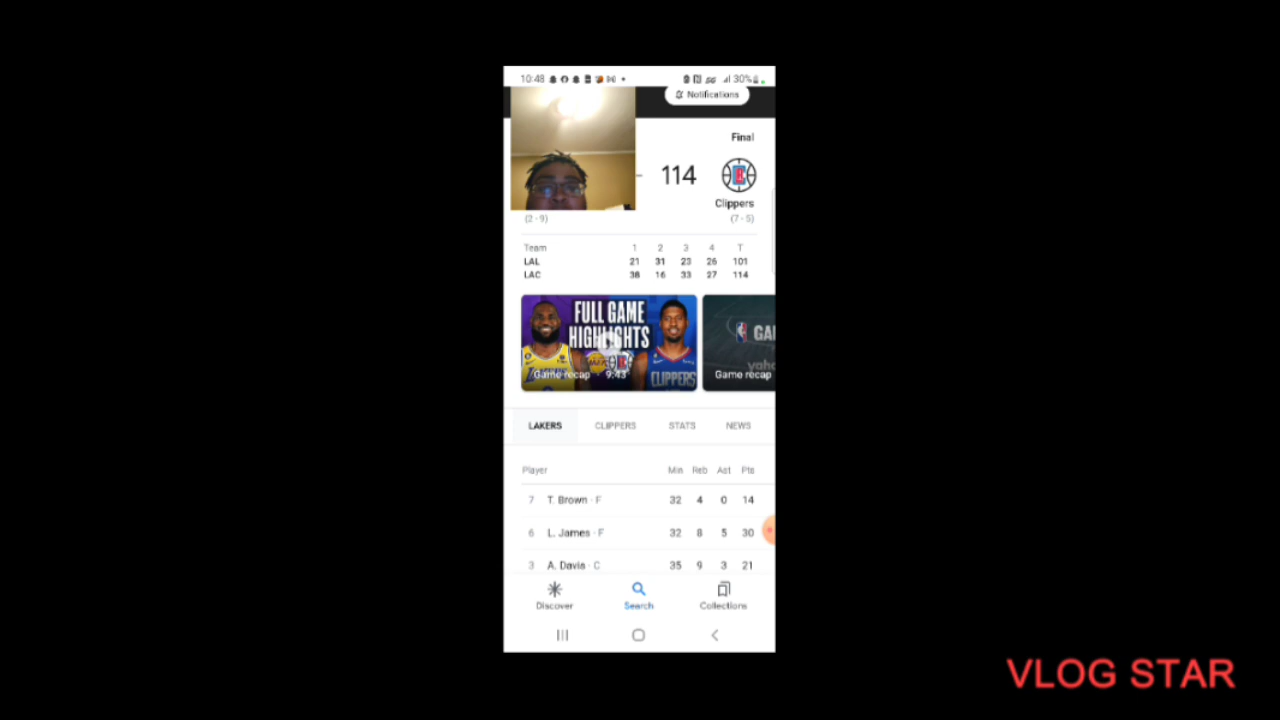 10:48
30%
Notifications
Final
- 114
Clippers
(2 - 9)
(7 - 5)
Team 1 2 3 4 T
LAL 21 31 23 26 101
LAC 38 16 33 27 114
FULL GAME
HIGHLIGHTS
CLIPPERS
Game recap · 9:43
GA
yaho
Game recap
LAKERS CLIPPERS STATS NEWS
Player Min Reb Ast Pts
7 T. Brown · F 32 4 0 14
6 L. James · F 32 8 5 30
3 A. Davis · C 35 9 3 21
Discover Search Collections
VLOG STAR